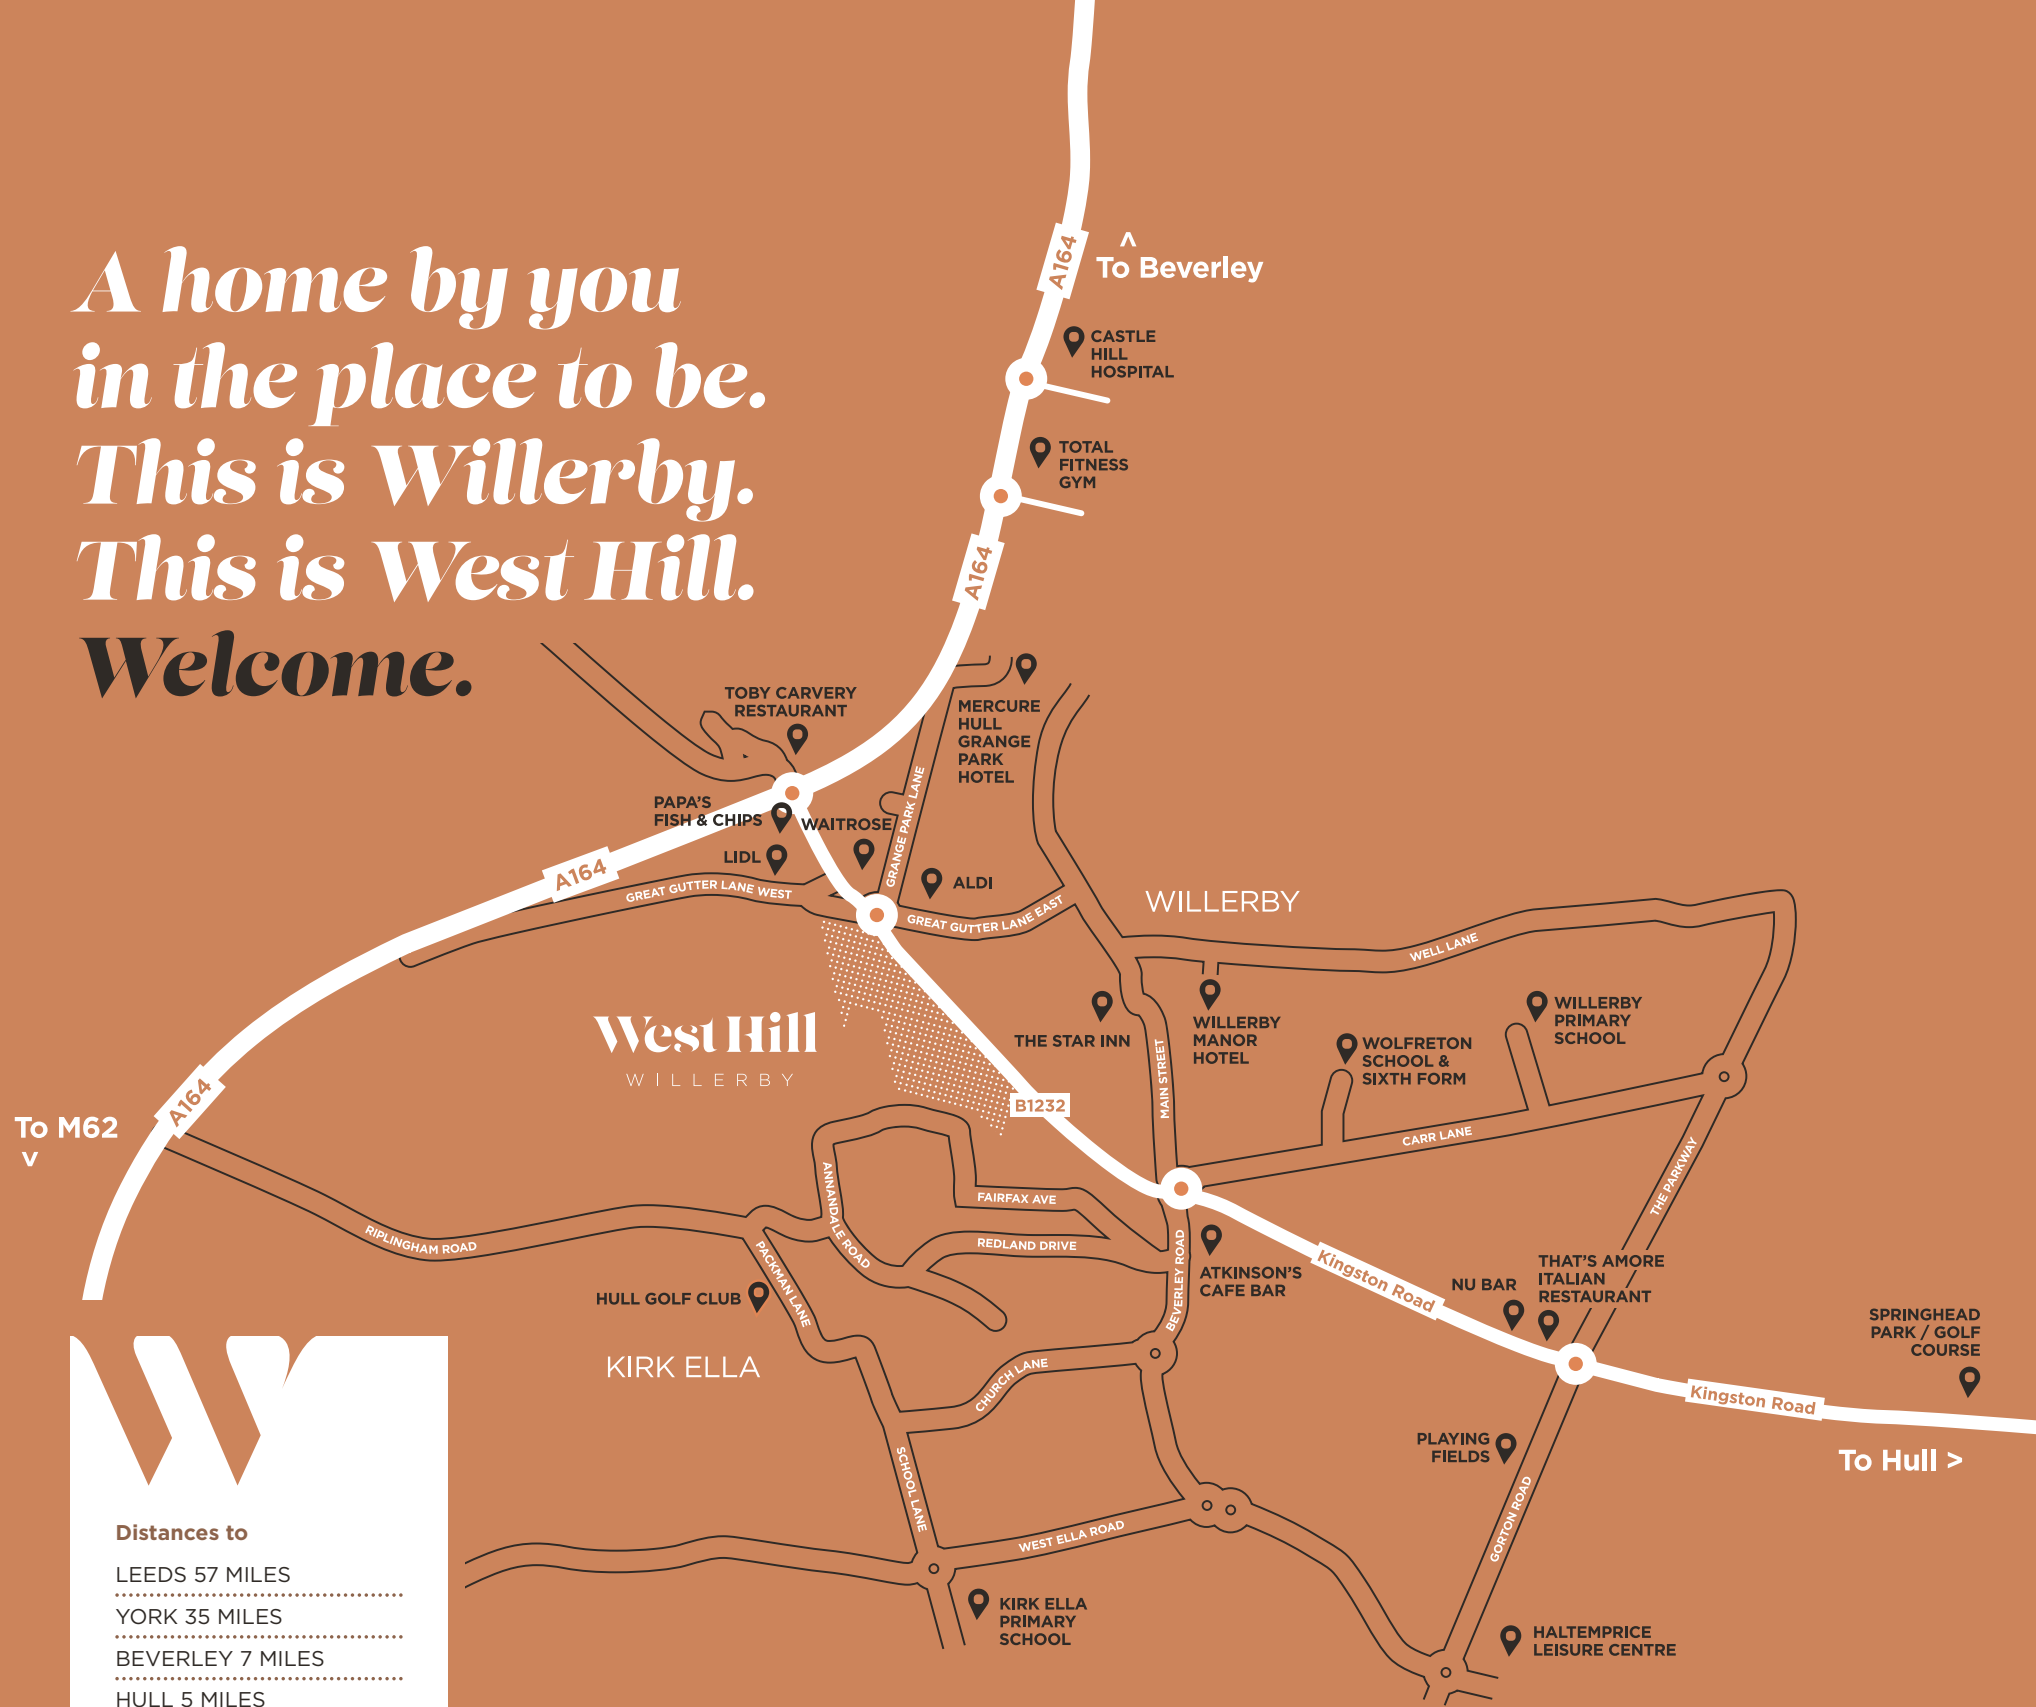 A home by you
in the place to be.
This is Willerby.
This is West Hill.
Welcome.
A164
^
To Beverley
CASTLE
HILL
HOSPITAL
TOTAL
FITNESS
GYM
A164
TOBY CARVERY
RESTAURANT
MERCURE
HULL
GRANGE
PARK
HOTEL
PAPA'S
FISH & CHIPS
WAITROSE
GRANGE PARK LANE
LIDL
ALDI
A164
GREAT GUTTER LANE WEST
GREAT GUTTER LANE EAST
WILLERBY
WELL LANE
West Hill
WILLERBY
THE STAR INN
WILLERBY
MANOR
HOTEL
MAIN STREET
WOLFRETON
SCHOOL &
SIXTH FORM
WILLERBY
PRIMARY
SCHOOL
A164
To M62
v
B1232
CARR LANE
THE PARKWAY
ANNANDALE ROAD
FAIRFAX AVE
REDLAND DRIVE
RIPLINGHAM ROAD
PACKMAN LANE
HULL GOLF CLUB
BEVERLEY ROAD
ATKINSON'S
CAFE BAR
Kingston Road
NU BAR
THAT'S AMORE
ITALIAN
RESTAURANT
SPRINGHEAD
PARK / GOLF
COURSE
KIRK ELLA
CHURCH LANE
Kingston Road
PLAYING
FIELDS
To Hull >
SCHOOL LANE
WEST ELLA ROAD
GORTON ROAD
KIRK ELLA
PRIMARY
SCHOOL
HALTEMPRICE
LEISURE CENTRE
W
Distances to
LEEDS 57 MILES
YORK 35 MILES
BEVERLEY 7 MILES
HULL 5 MILES